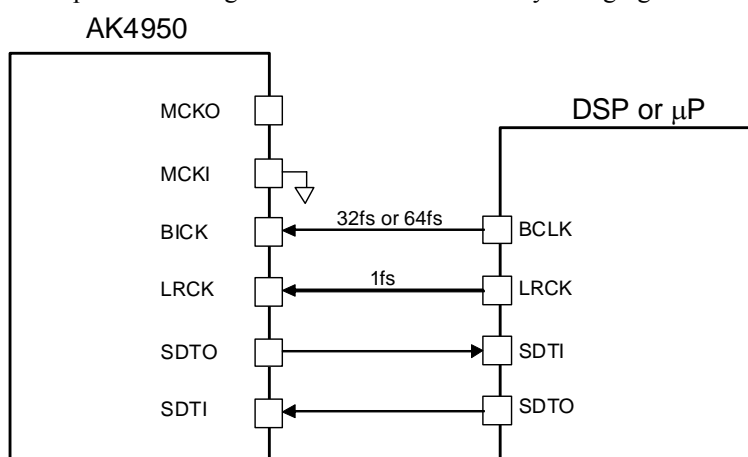 AK4950
DSP or μP
MCKO
MCKI
BICK
32fs or 64fs
BCLK
LRCK
1fs
LRCK
SDTO
SDTI
SDTI
SDTO